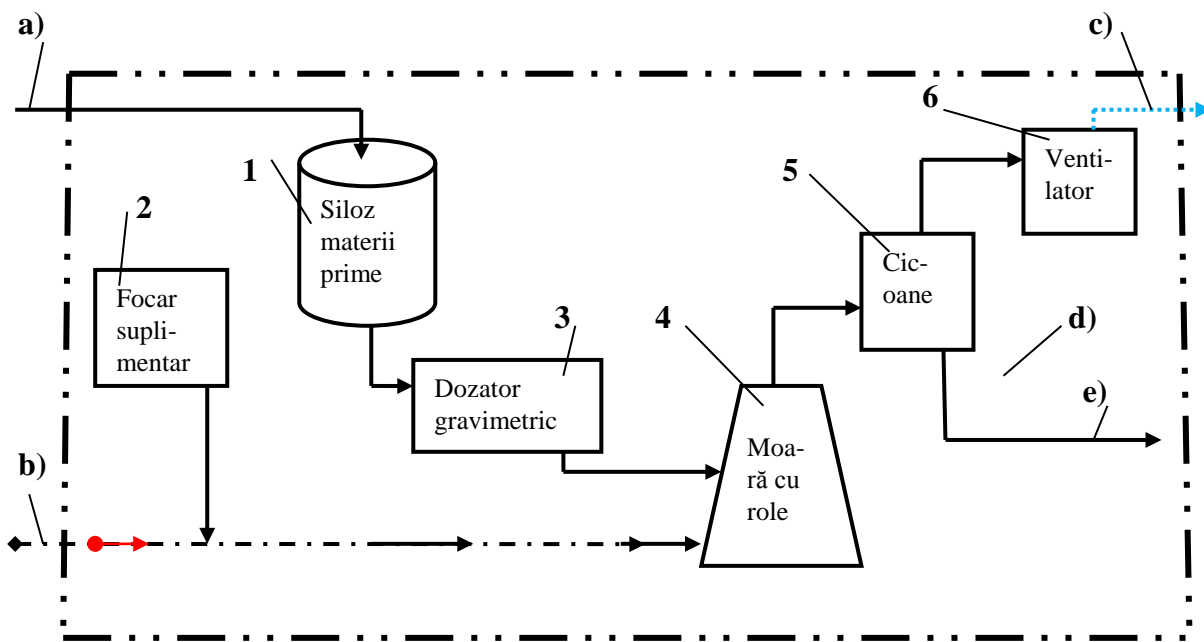 a)
c)
6
Venti-
lator
1
Siloz
materii
prime
5
Cic-
oane
2
Focar
supli-
mentar
3
Dozator
gravimetric
4
Moa-
ră cu
role
d)
e)
b)